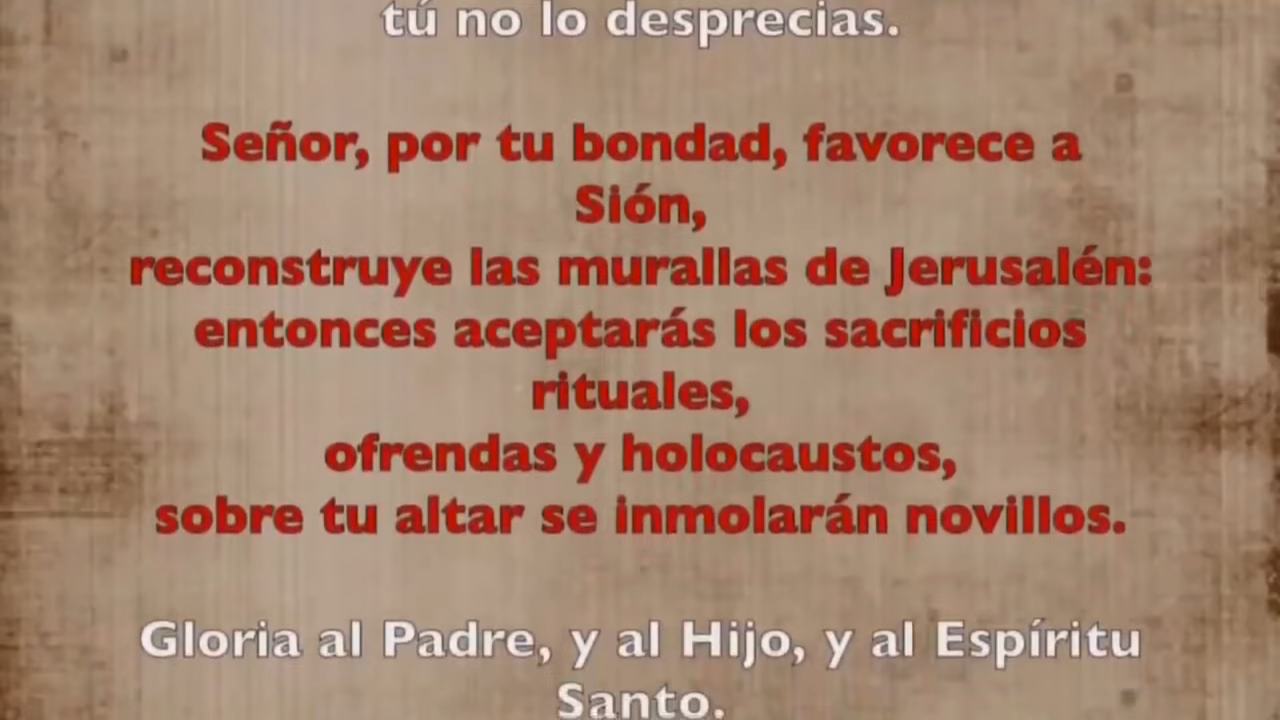 tú no lo desprecias.
Señor, por tu bondad, favorece a
Sión,
reconstruye las murallas de Jerusalén:
entonces aceptarás los sacrificios
rituales,
ofrendas y holocaustos,
sobre tu altar se inmolarán novillos.
Gloria al Padre, y al Hijo, y al Espíritu
Santo.